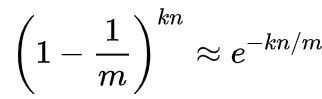 (1 − 1/m)^{kn} ≈ e^{−kn/m}